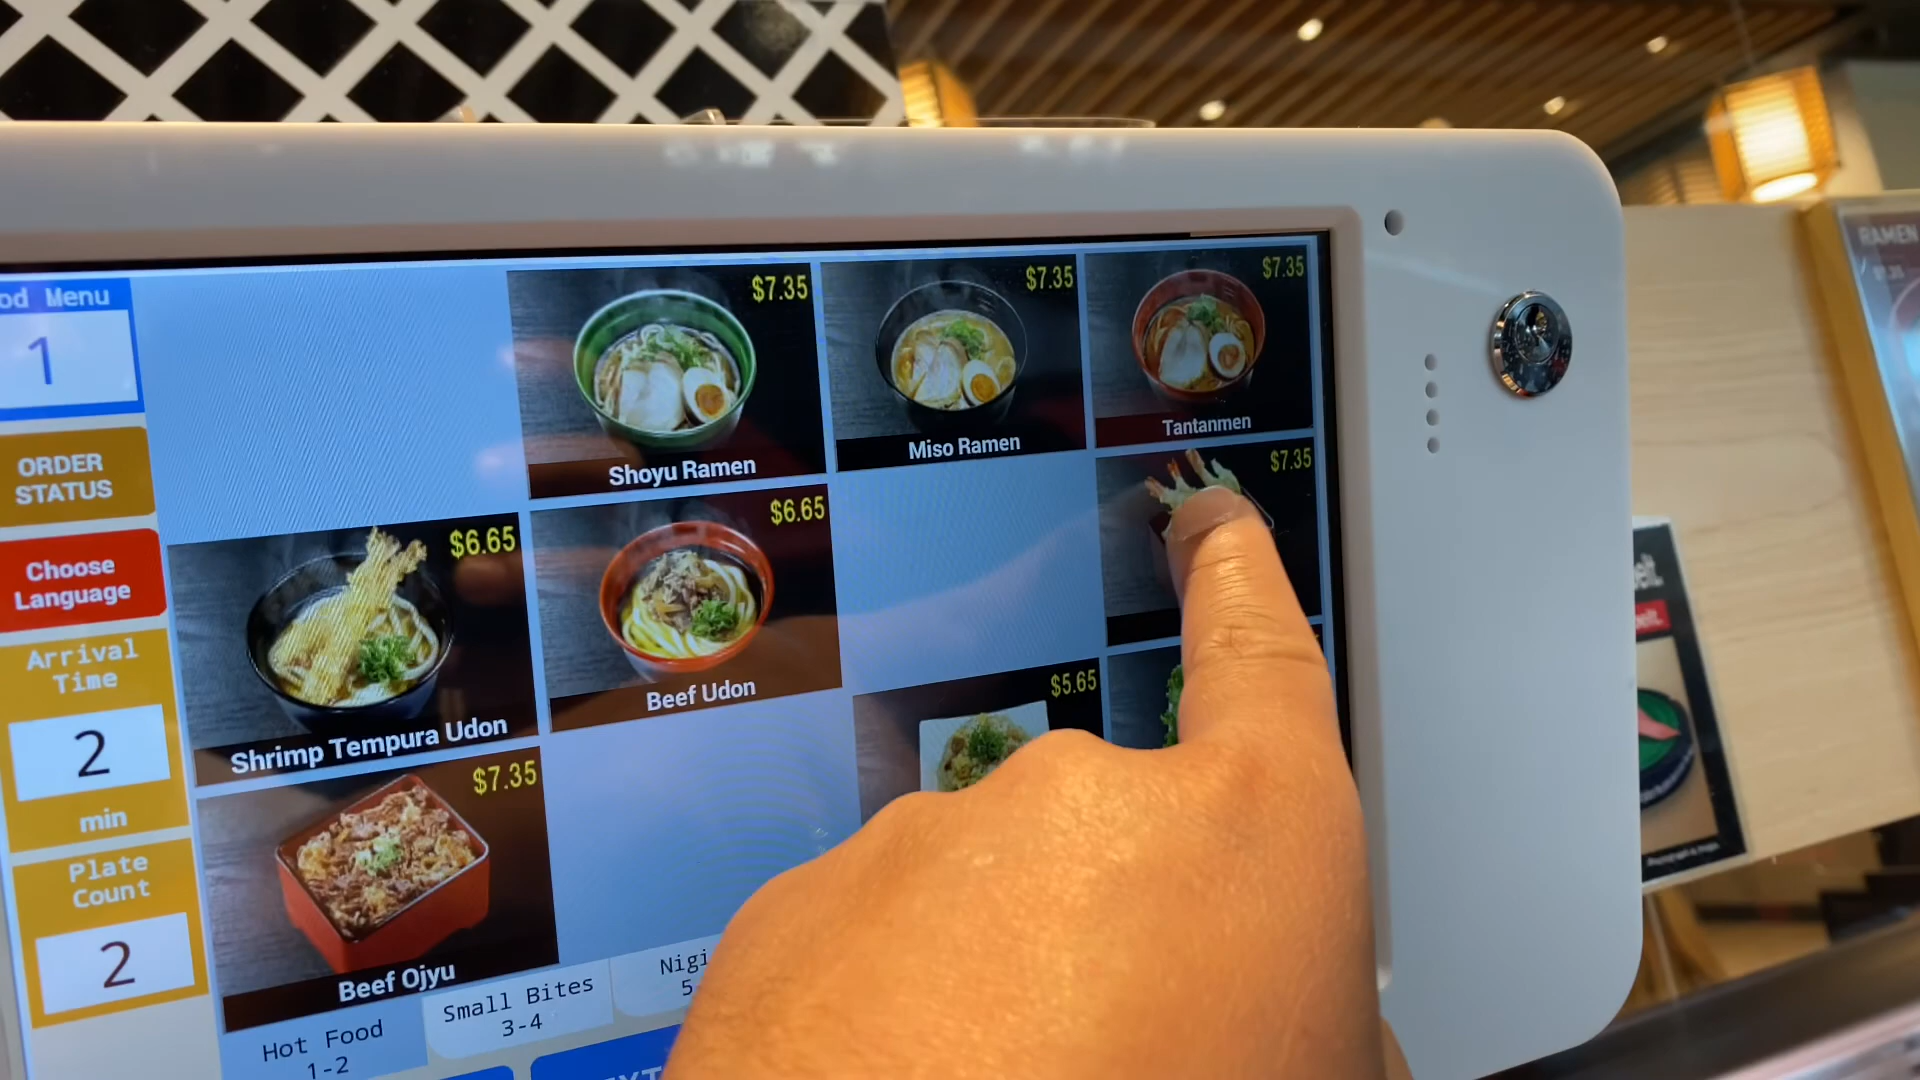 od Menu
1
ORDER
STATUS
Choose
Language
Arrival
Time
2
min
Plate
Count
2
$7.35
Shoyu Ramen
$7.35
Miso Ramen
$7.35
Tantanmen
$6.65
Shrimp Tempura Udon
$6.65
Beef Udon
$7.35
$7.35
Beef Ojyu
$5.65
Hot Food
1-2
Small Bites
3-4
Nigi
5
EXT
RAMEN